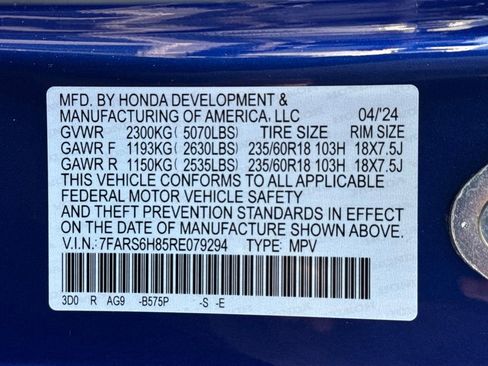 MFD. BY HONDA DEVELOPMENT &
MANUFACTURING OF AMERICA, LLC 04/'24
GVWR 2300KG( 5070LBS) TIRE SIZE RIM SIZE
GAWR F 1193KG( 2630LBS) 235/60R18 103H 18X7.5J
GAWR R 1150KG( 2535LBS) 235/60R18 103H 18X7.5J
THIS VEHICLE CONFORMS TO ALL APPLICABLE
FEDERAL MOTOR VEHICLE SAFETY
AND THEFT PREVENTION STANDARDS IN EFFECT
ON THE DATE OF MANUFACTURE SHOWN ABOVE.
V.I.N.: 7FARS6H85RE079294 TYPE: MPV
3D0 R AG9 -B575P -S -E